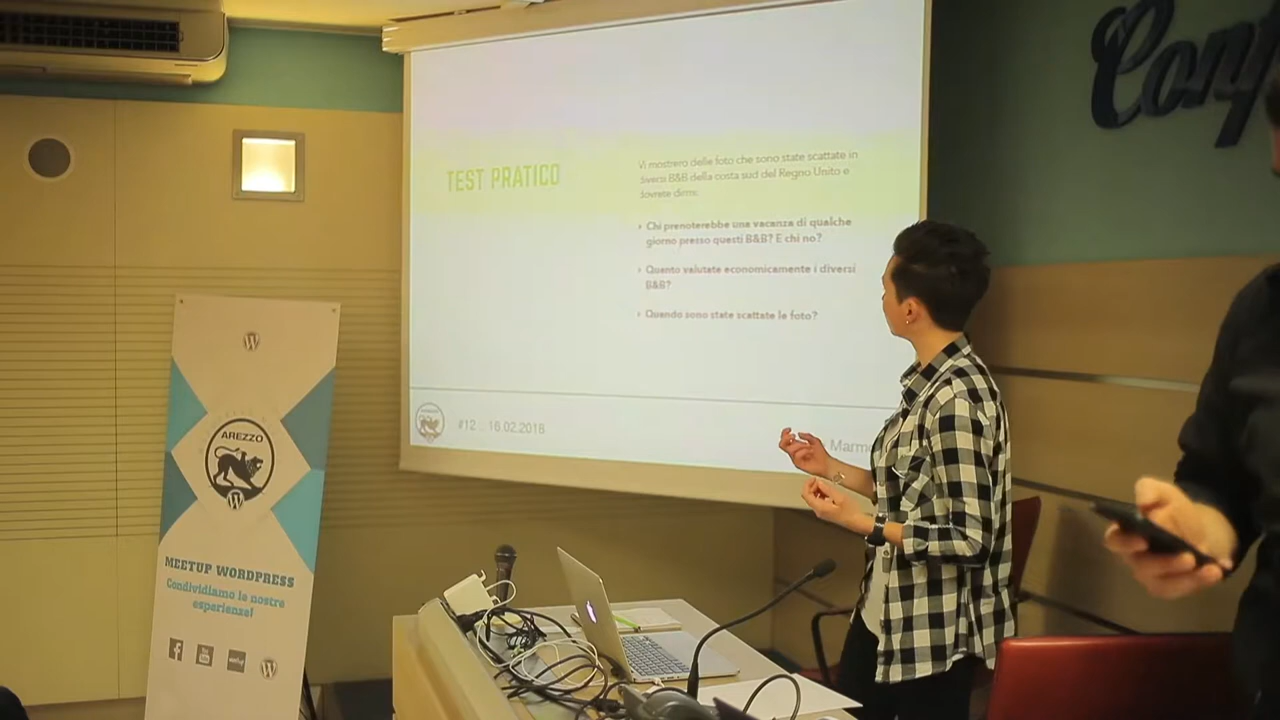 Conf
TEST PRATICO
Vi mostrerò delle foto che sono state scattate in
diversi B&B della costa sud del Regno Unito e
dovrete dirmi:
› Chi prenoterebbe una vacanza di qualche
giorno presso questi B&B? E chi no?
› Quanto valutate economicamente i diversi
B&B?
› Quando sono state scattate le foto?
#12 :: 16.02.2018
Marm
AREZZO
MEETUP WORDPRESS
Condividiamo le nostre
esperienze!